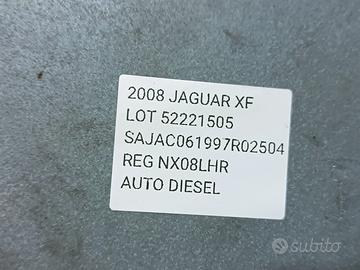 2008 JAGUAR XF
LOT 52221505
SAJAC061997R02504
REG NX08LHR
AUTO DIESEL
subito